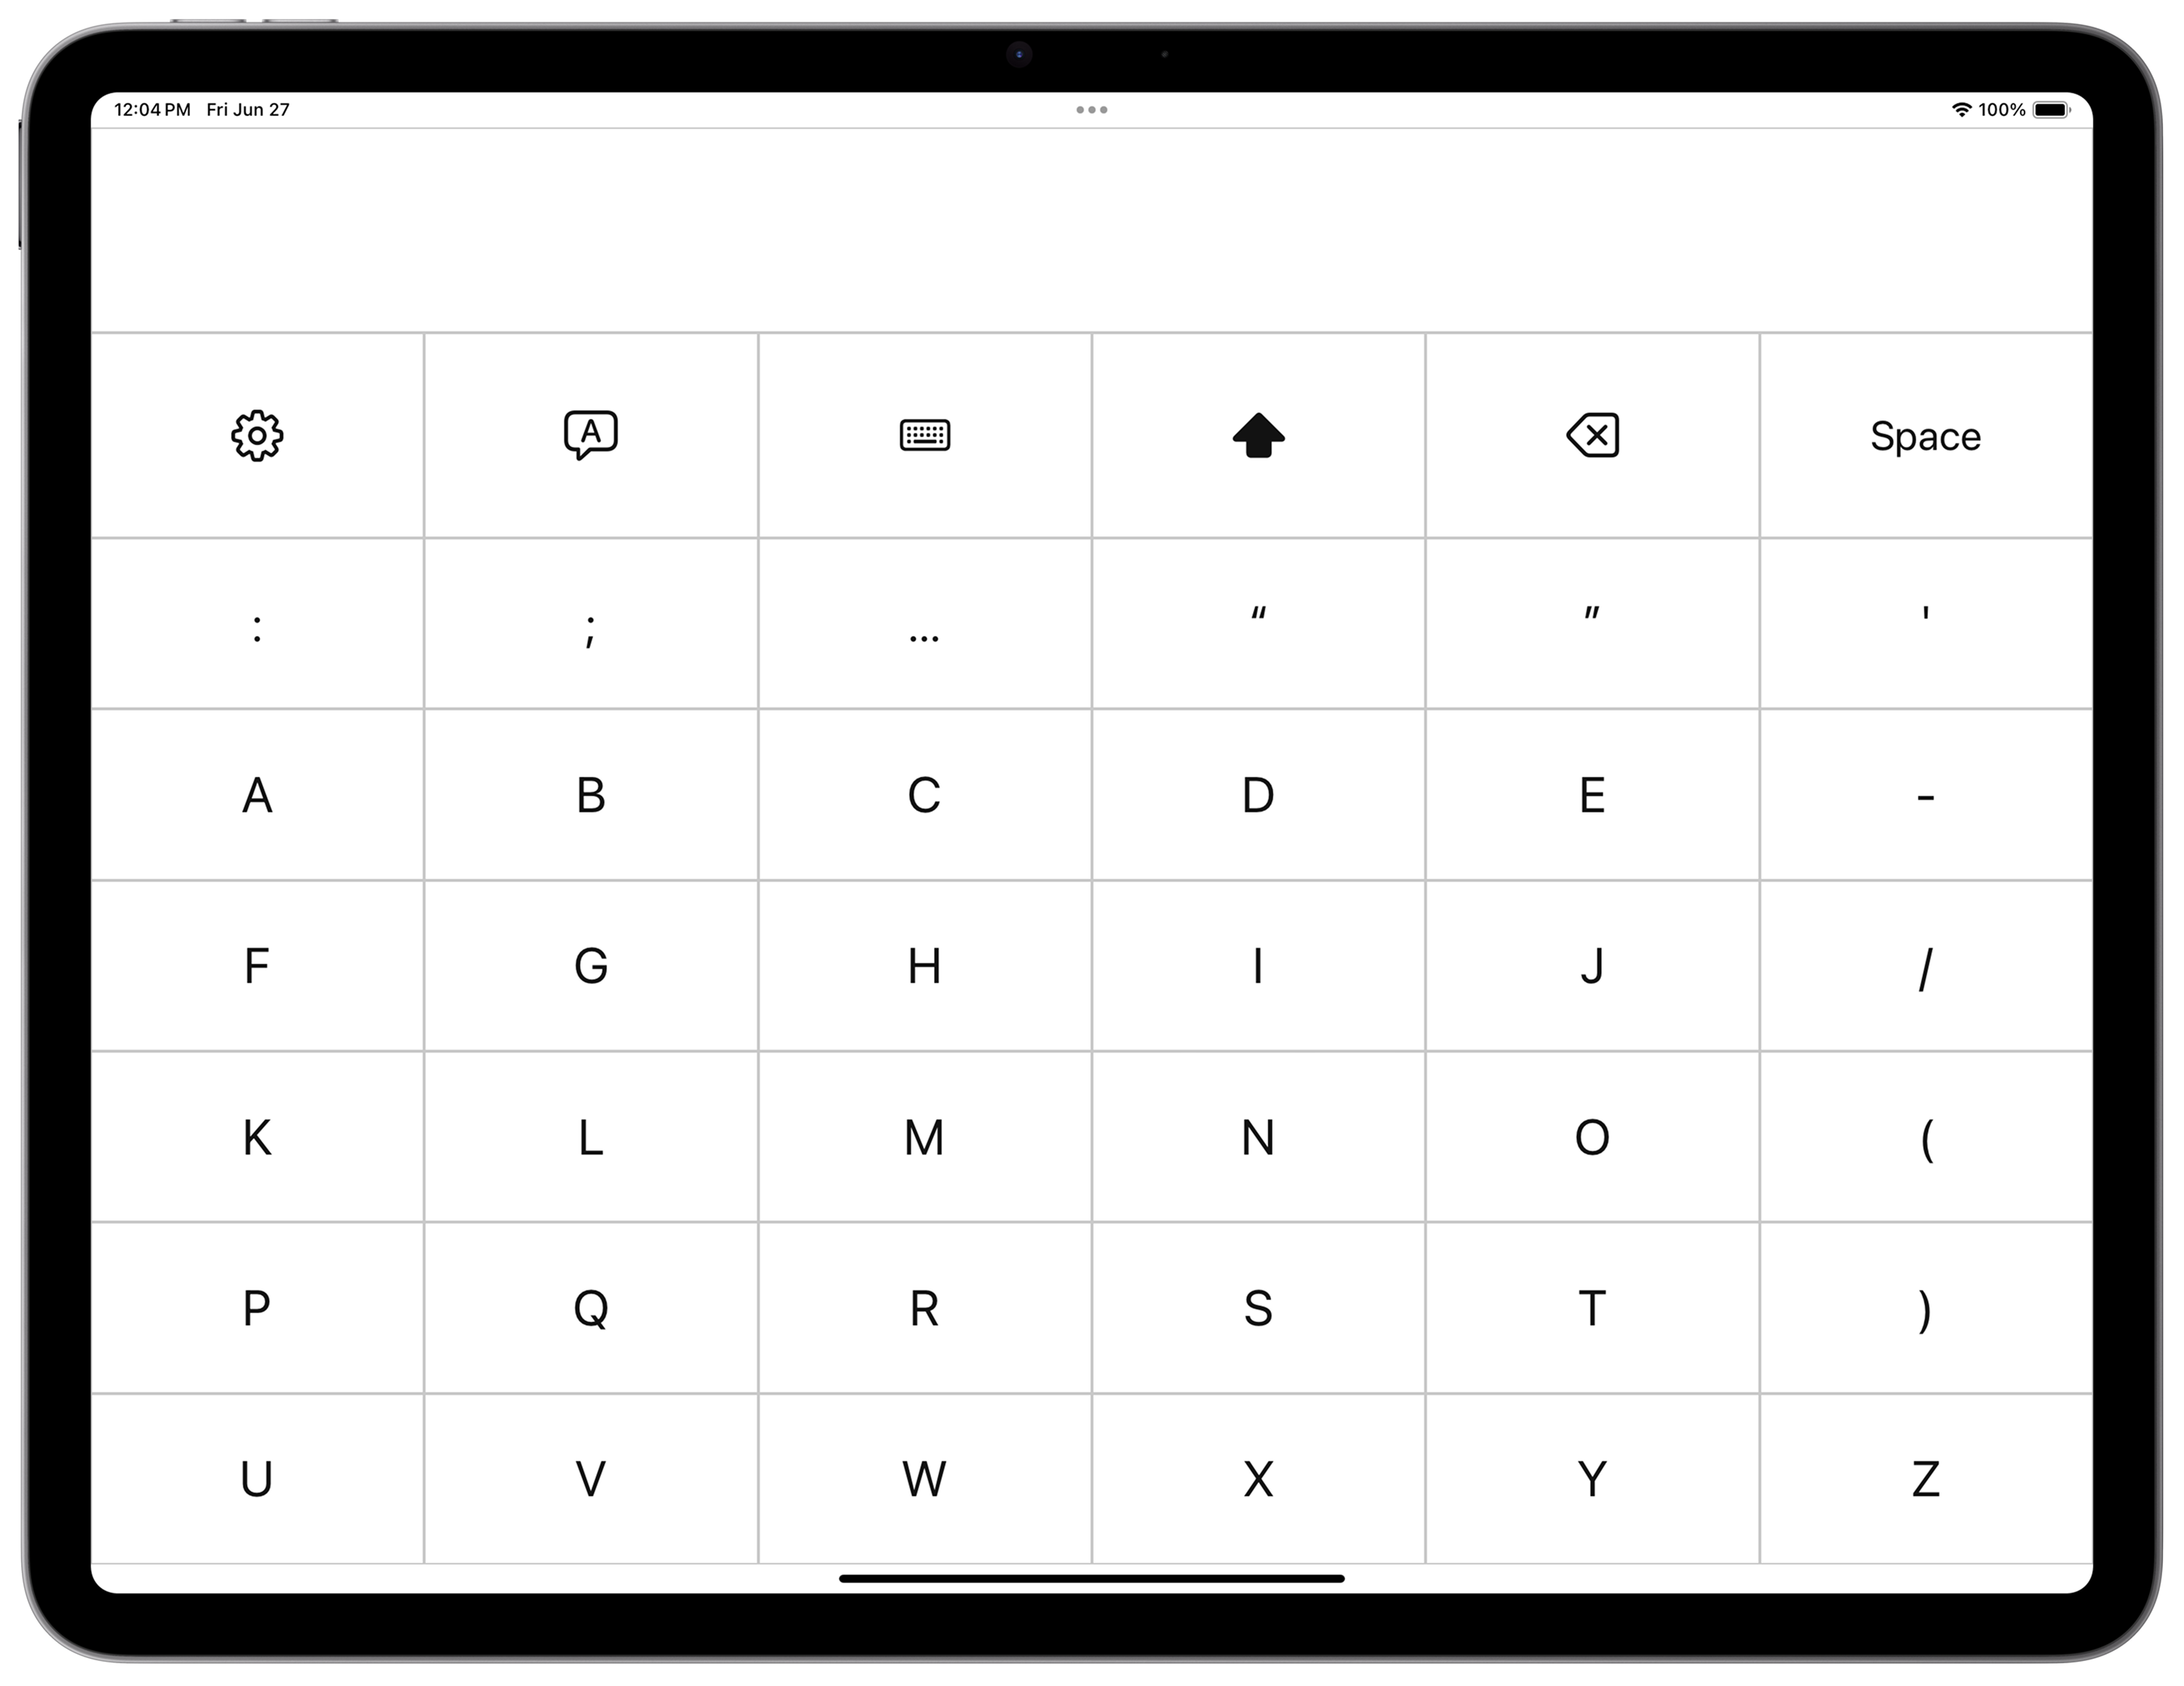 12:04 PM Fri Jun 27 100%
A Space
: ; ... “ ” '
A B C D E -
F G H I J /
K L M N O (
P Q R S T )
U V W X Y Z